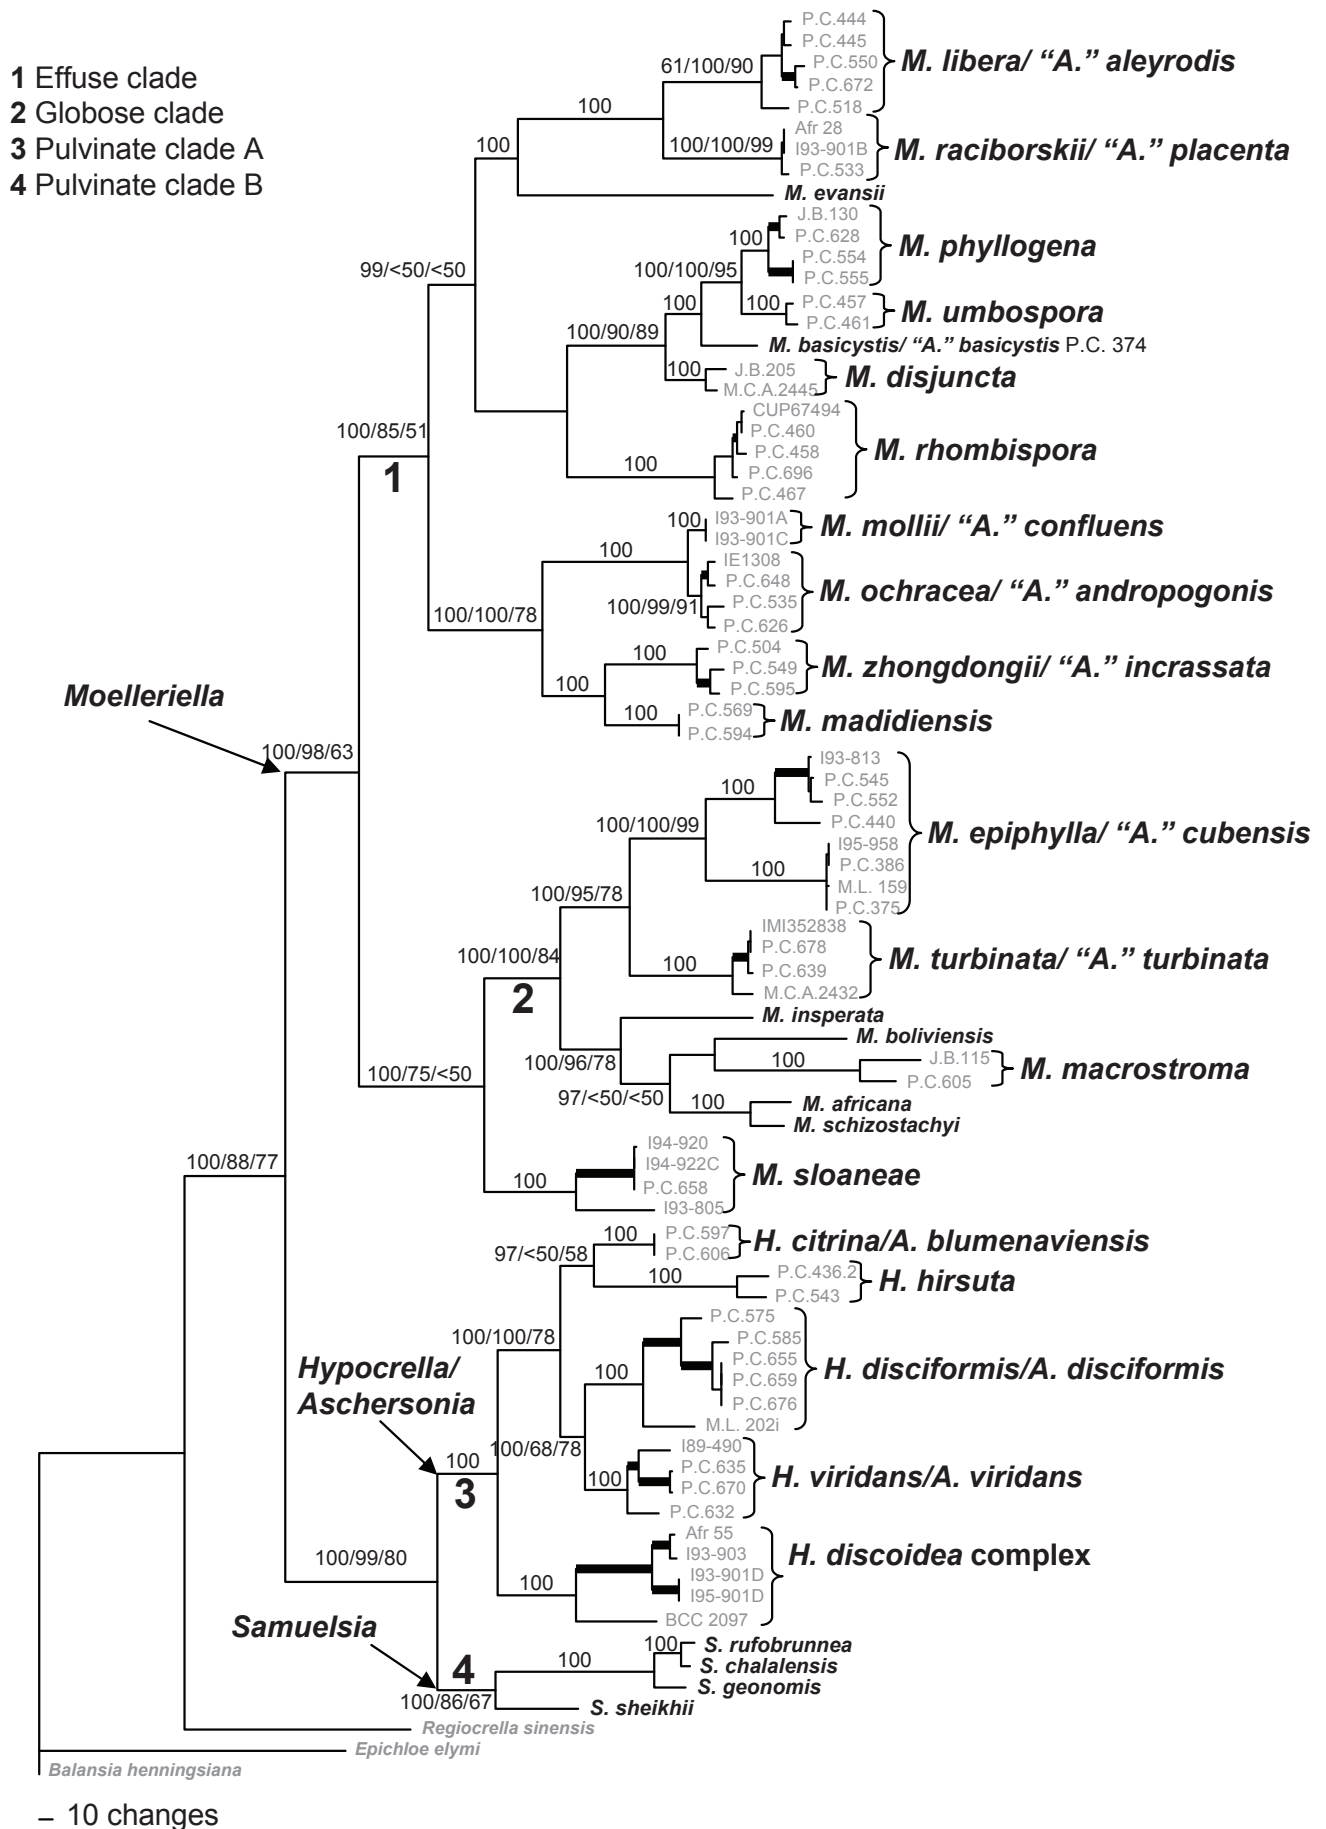 1 Effuse clade
2 Globose clade
3 Pulvinate clade A
4 Pulvinate clade B
P.C.444
P.C.445
P.C.550
P.C.672
P.C.518
M. libera/ “A.” aleyrodis
61/100/90
100
Afr 28
I93-901B
P.C.533
M. raciborskii/ “A.” placenta
100/100/99
100
M. evansii
J.B.130
P.C.628
P.C.554
P.C.555
M. phyllogena
100
99/<50/<50
100/100/95
P.C.457
P.C.461
M. umbospora
100
100
M. basicystis/ “A.” basicystis P.C. 374
100/90/89
J.B.205
M.C.A.2445
M. disjuncta
100
CUP67494
P.C.460
P.C.458
P.C.696
P.C.467
M. rhombispora
100
100/85/51
1
I93-901A
I93-901C
M. mollii/ “A.” confluens
100
100
IE1308
P.C.648
P.C.535
P.C.626
M. ochracea/ “A.” andropogonis
100/99/91
100/100/78
P.C.504
P.C.549
P.C.595
M. zhongdongii/ “A.” incrassata
100
100
P.C.569
P.C.594
M. madidiensis
100
Moelleriella
100/98/63
I93-813
P.C.545
P.C.552
P.C.440
I95-958
P.C.386
M.L. 159
P.C.375
M. epiphylla/ “A.” cubensis
100
100/100/99
100
100/95/78
IMI352838
P.C.678
P.C.639
M.C.A.2432
M. turbinata/ “A.” turbinata
100
100/100/84
2
M. insperata
M. boliviensis
100/96/78
J.B.115
P.C.605
M. macrostroma
100
100/75/<50
97/<50/<50
M. africana
M. schizostachyi
100
I94-920
I94-922C
P.C.658
I93-805
M. sloaneae
100
100/88/77
P.C.597
P.C.606
H. citrina/A. blumenaviensis
100
97/<50/58
P.C.436.2
P.C.543
H. hirsuta
100
100/100/78
P.C.575
P.C.585
P.C.655
P.C.659
P.C.676
M.L. 202i
H. disciformis/A. disciformis
100
Hypocrella/
Aschersonia
100/68/78
I89-490
P.C.635
P.C.670
P.C.632
H. viridans/A. viridans
100
100
3
Afr 55
I93-903
I93-901D
I95-901D
BCC 2097
H. discoidea complex
100
100/99/80
Samuelsia
4
100/86/67
S. rufobrunnea
S. chalalensis
S. geonomis
100
100
S. sheikhii
Regiocrella sinensis
Epichloe elymi
Balansia henningsiana
– 10 changes